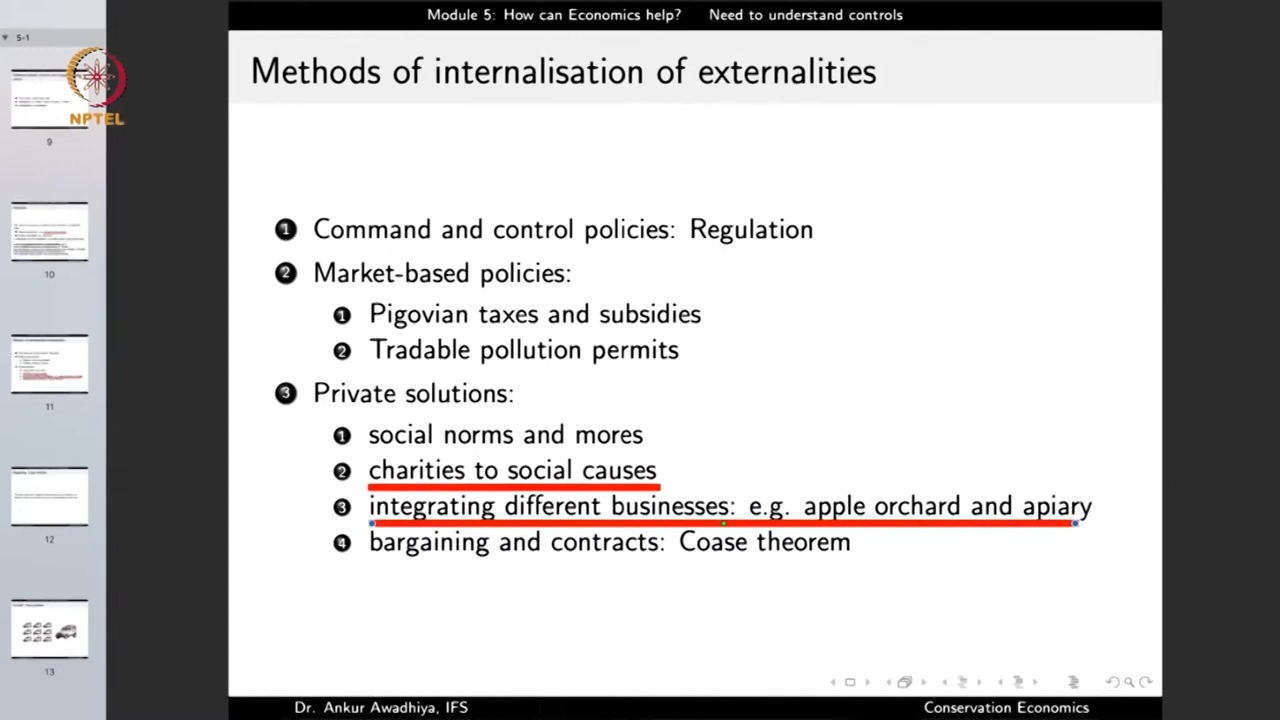 Module 5: How can Economics help? Need to understand controls
5-1
NPTEL
Methods of internalisation of externalities
1 Command and control policies: Regulation
2 Market-based policies:
1 Pigovian taxes and subsidies
2 Tradable pollution permits
3 Private solutions:
1 social norms and mores
2 charities to social causes
3 integrating different businesses: e.g. apple orchard and apiary
4 bargaining and contracts: Coase theorem
9
10
11
12
13
Dr. Ankur Awadhiya, IFS
Conservation Economics